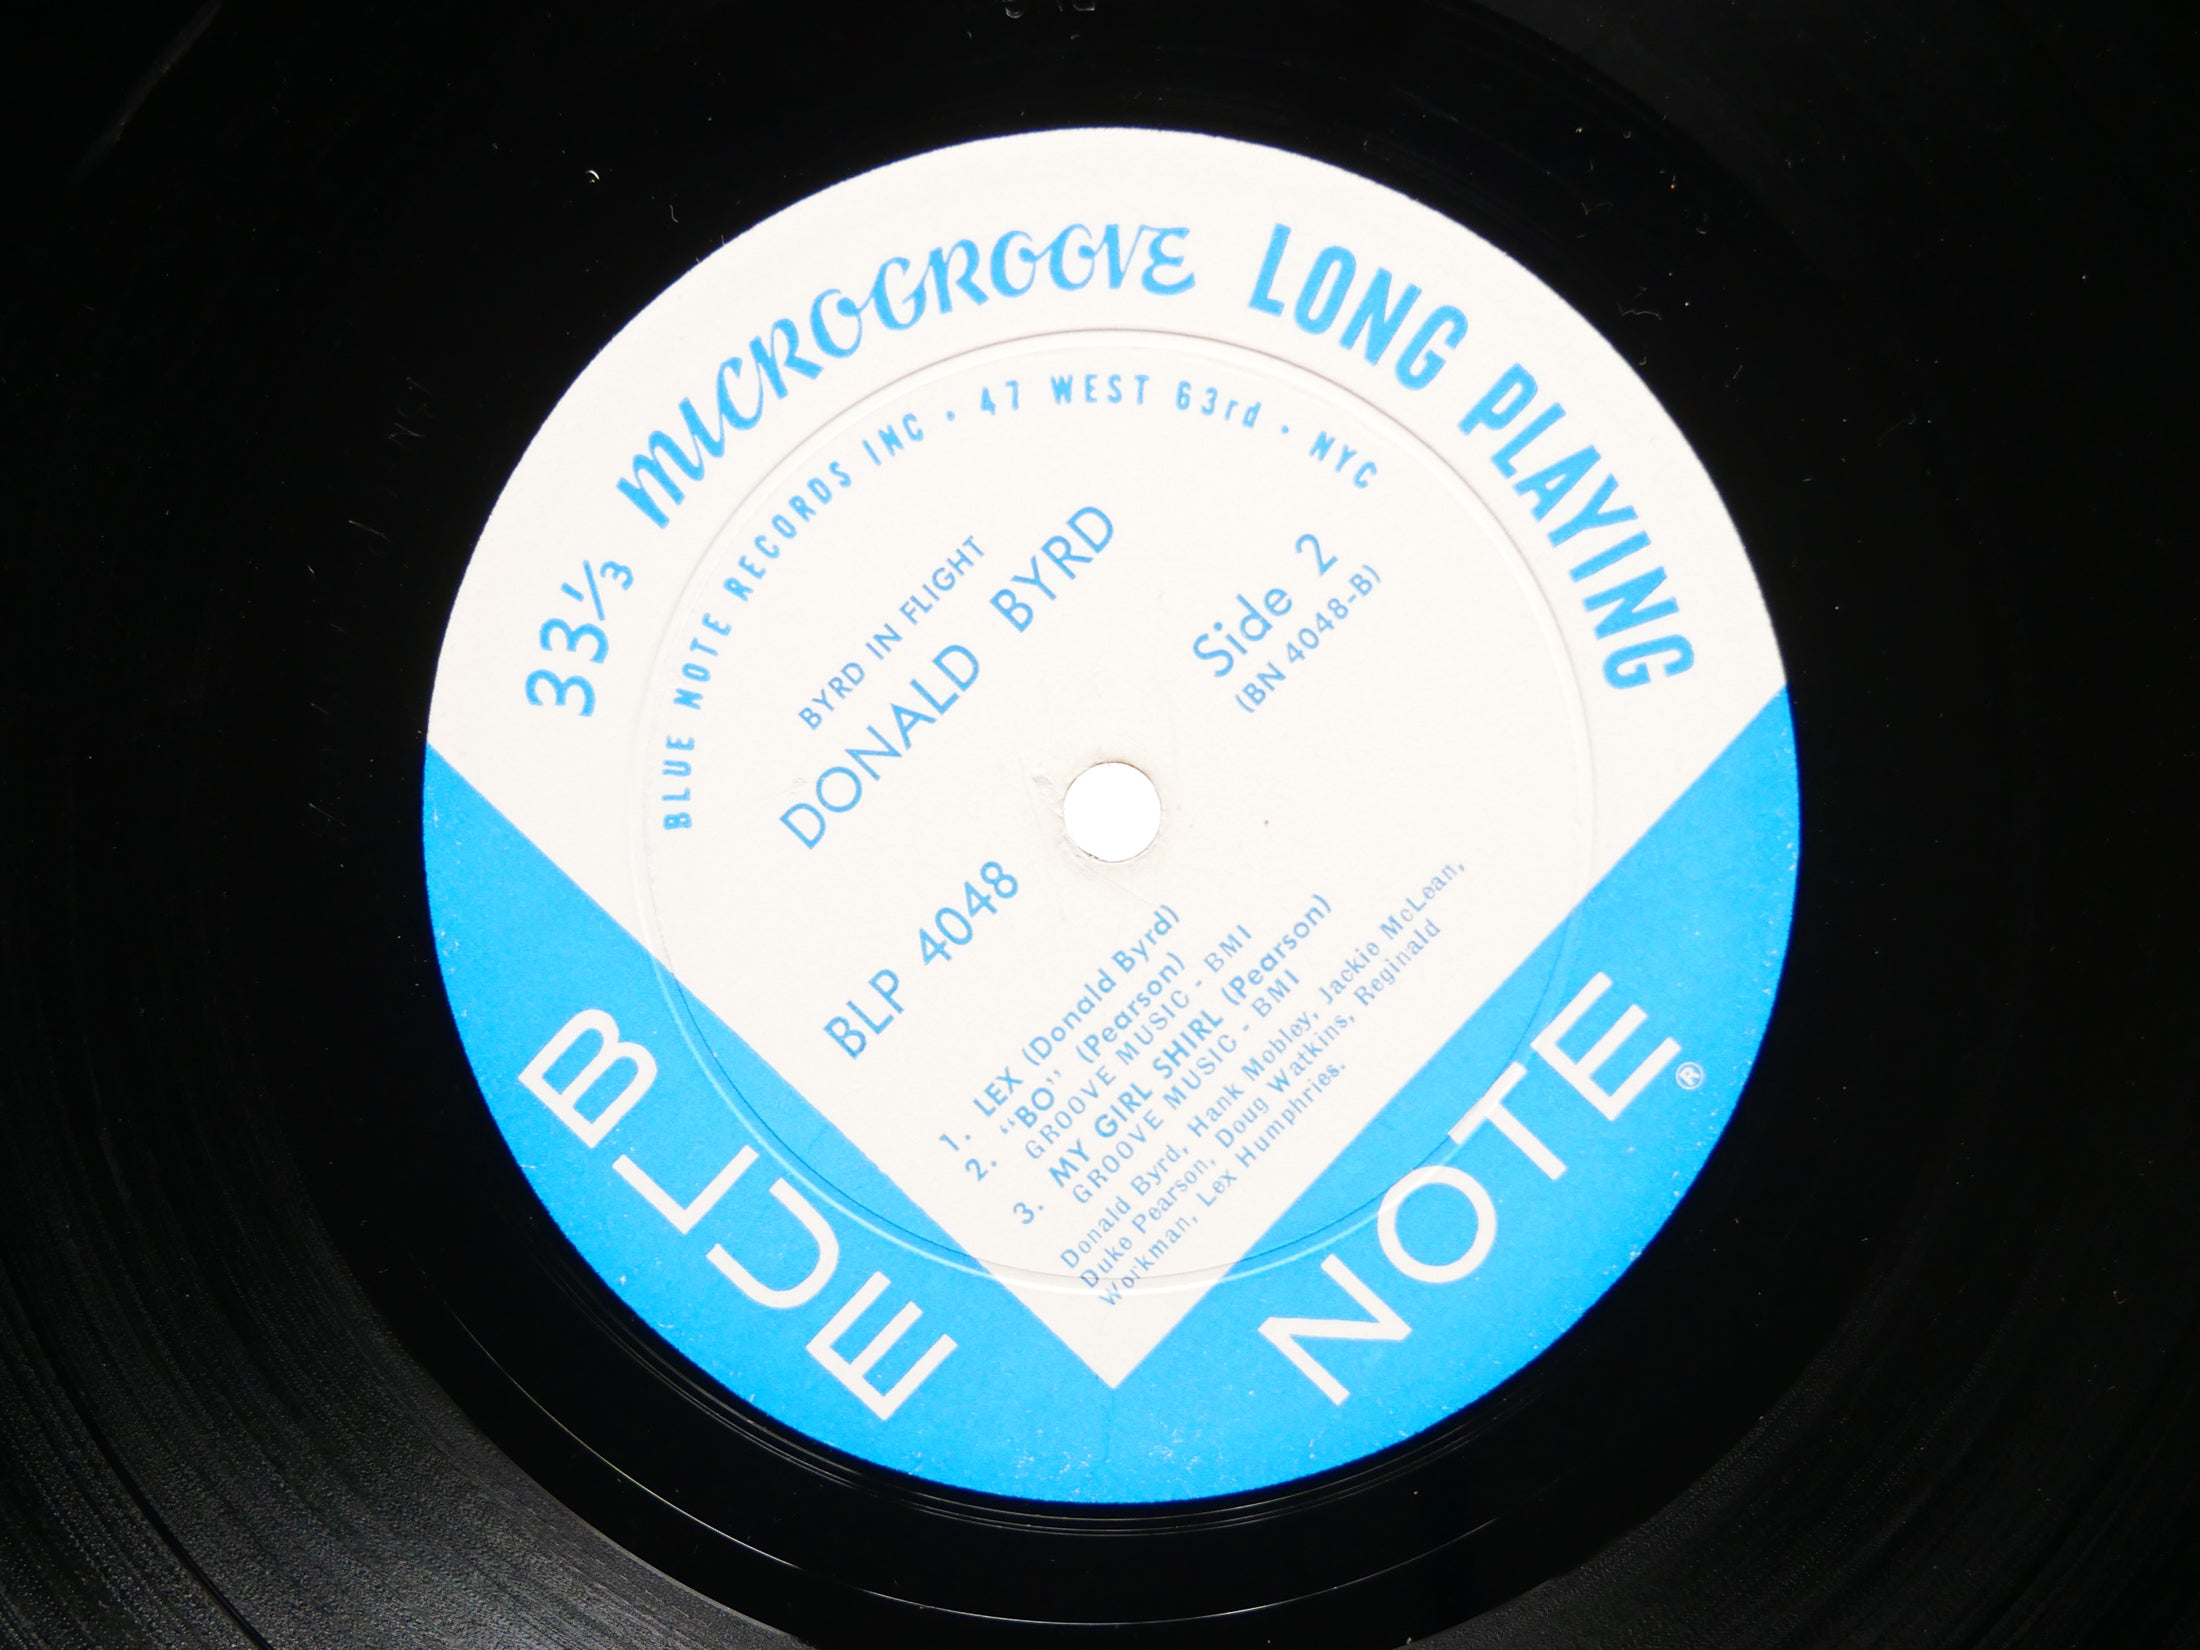 33⅓ MICROGROOVE LONG PLAYING
BLUE NOTE RECORDS INC • 47 WEST 63rd • NYC
BYRD IN FLIGHT
DONALD BYRD
Side 2
(BN 4048-B)
BLP 4048
1. LEX (Donald Byrd)
2. “BO” (Pearson)
GROOVE MUSIC - BMI
3. MY GIRL SHIRL (Pearson)
GROOVE MUSIC - BMI
Donald Byrd, Hank Mobley, Jackie McLean,
Duke Pearson, Doug Watkins, Reginald
Workman, Lex Humphries.
BLUE NOTE®